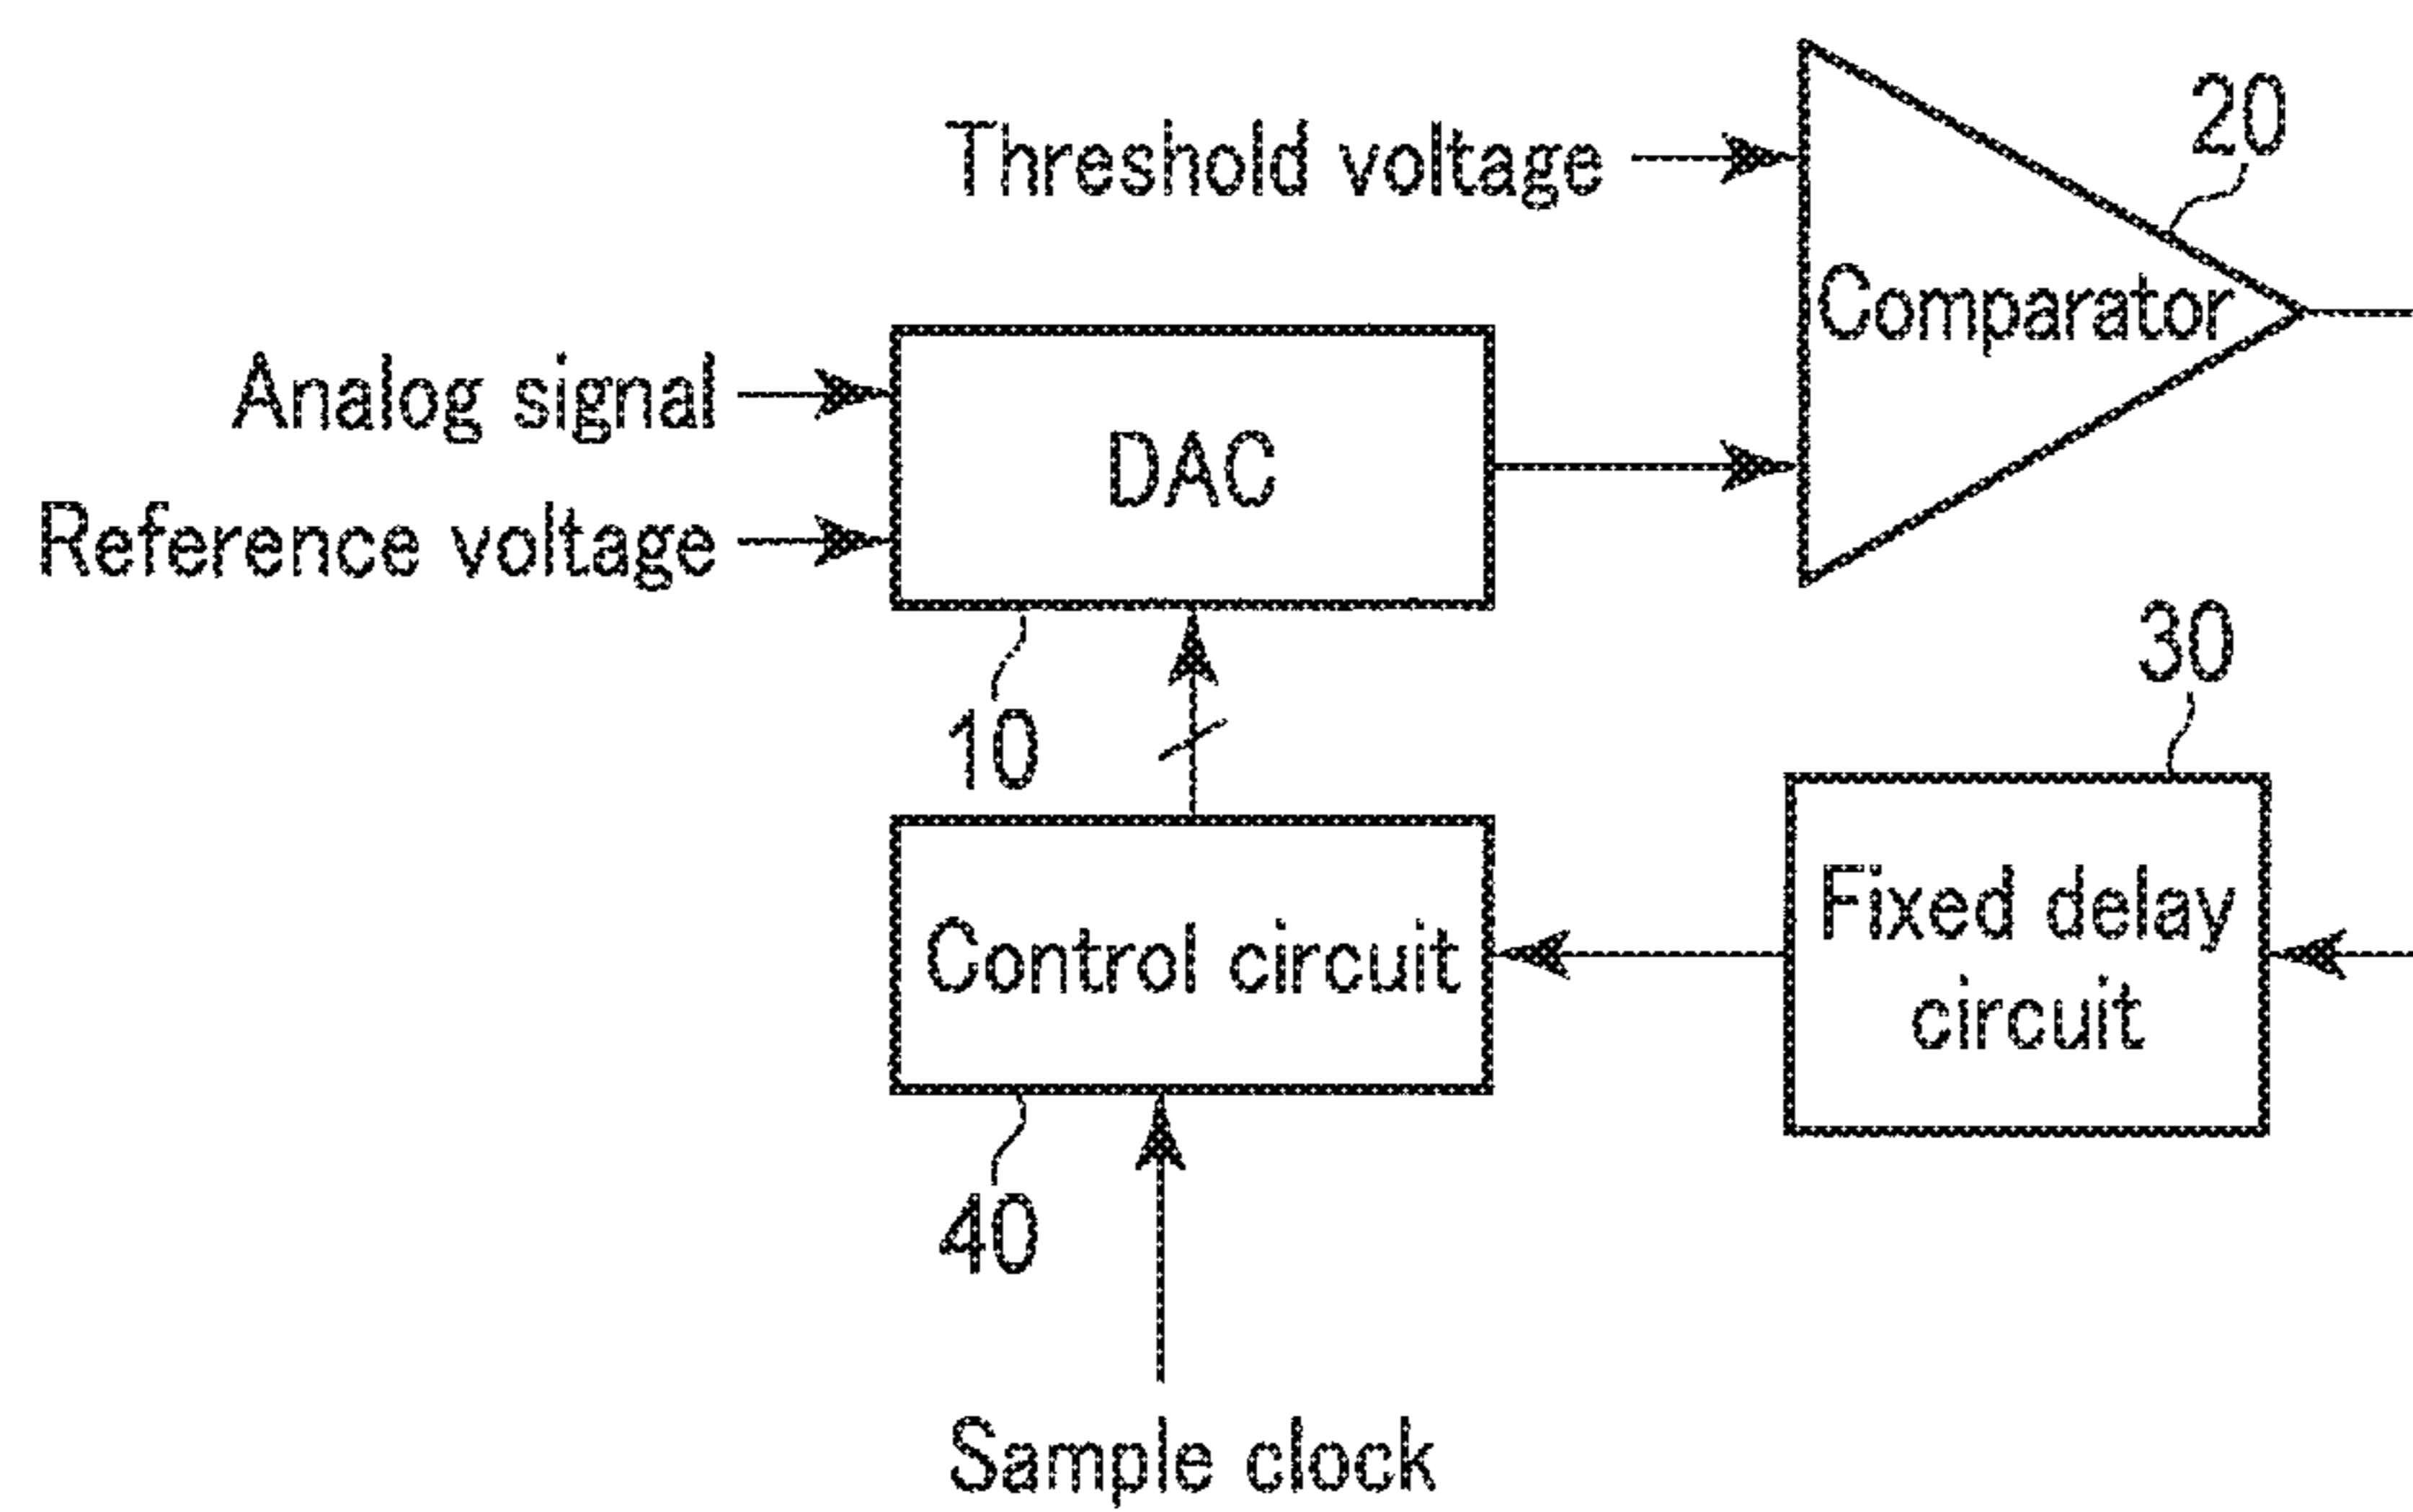 20
Threshold voltage
Comparator
Analog signal
DAC
Reference voltage
30
10
Fixed delay
circuit
Control circuit
40
Sample clock